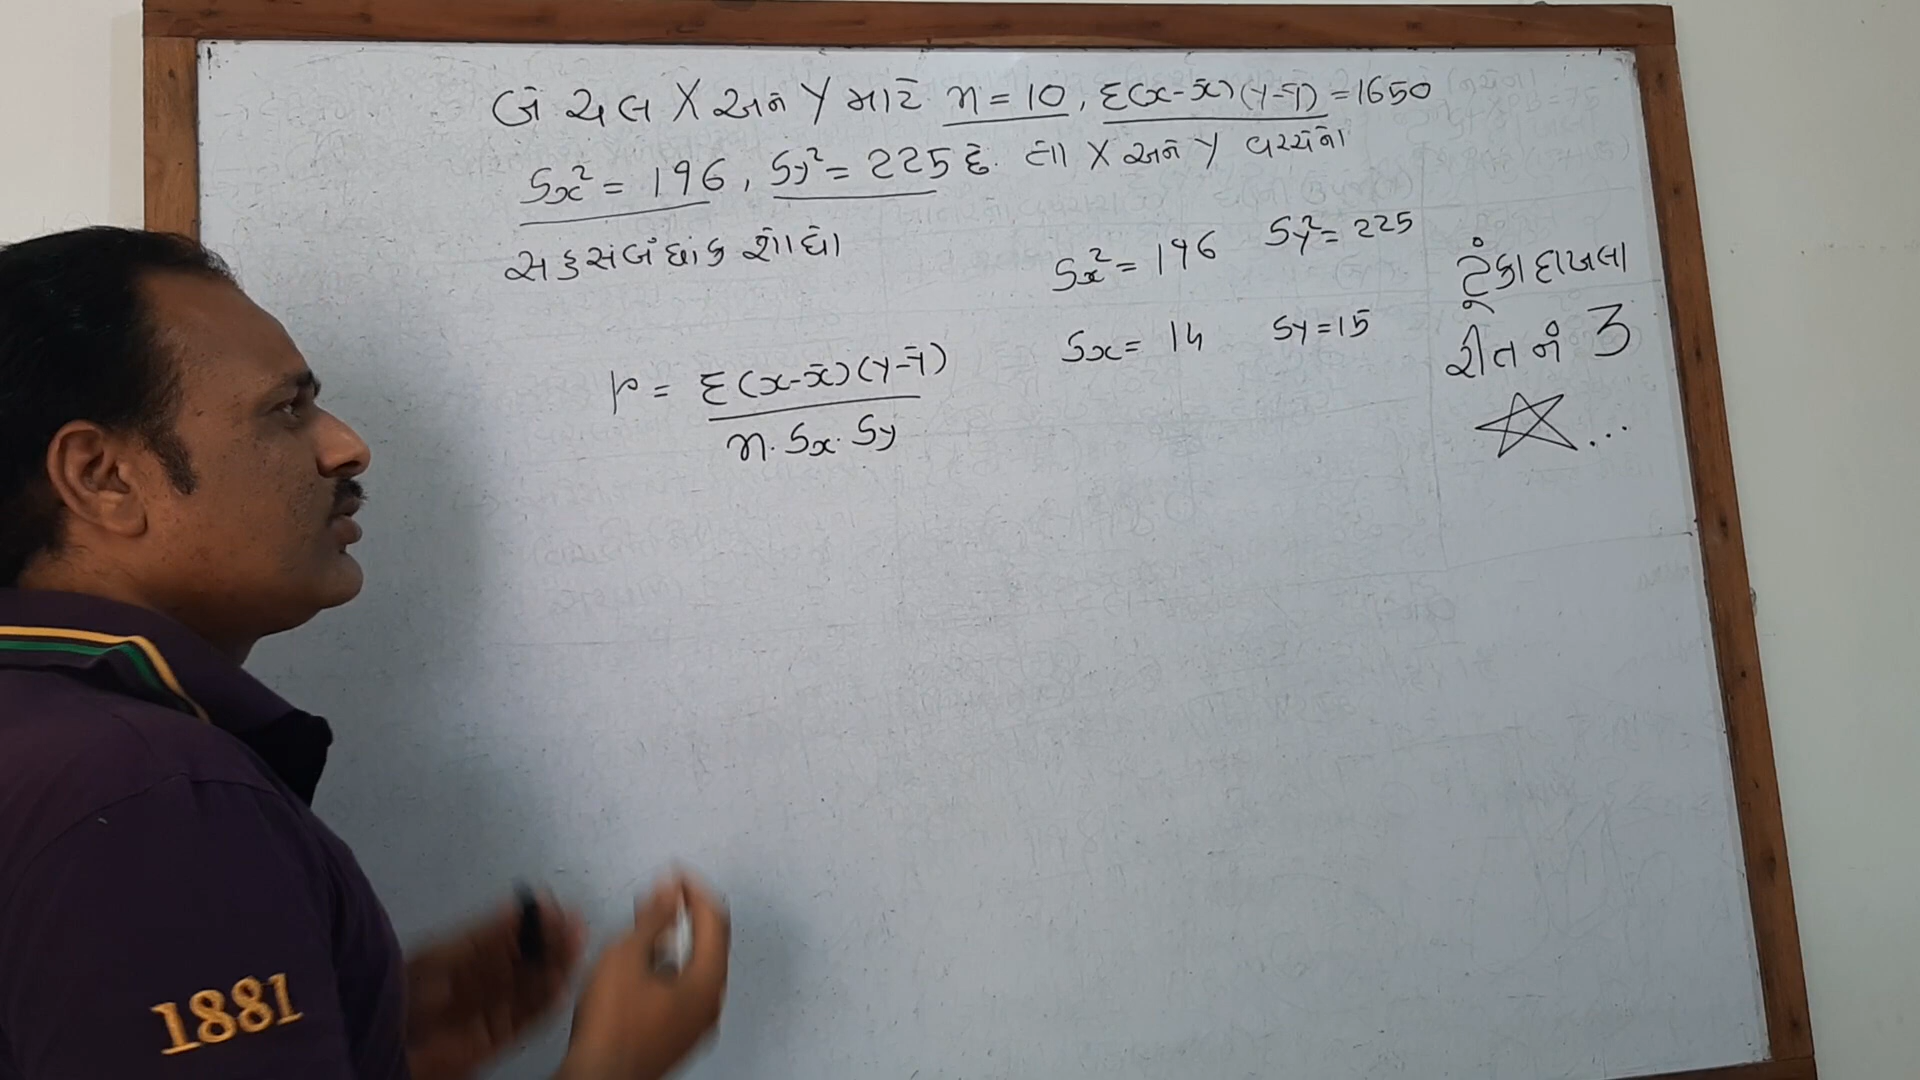 બે ચલ X અને Y માટે n = 10, Σ(x-x̄)(y-ȳ) = 1650
Sx² = 196, Sy² = 225 છે. તો X અને Y વચ્ચેનો
સહસંબંધાંક શોધો
Sx² = 196 Sy² = 225
Sx = 14 Sy = 15
r = Σ(x-x̄)(y-ȳ)
n. Sx. Sy
ટૂંકા દાખલા
રીત નં 3
...
1881